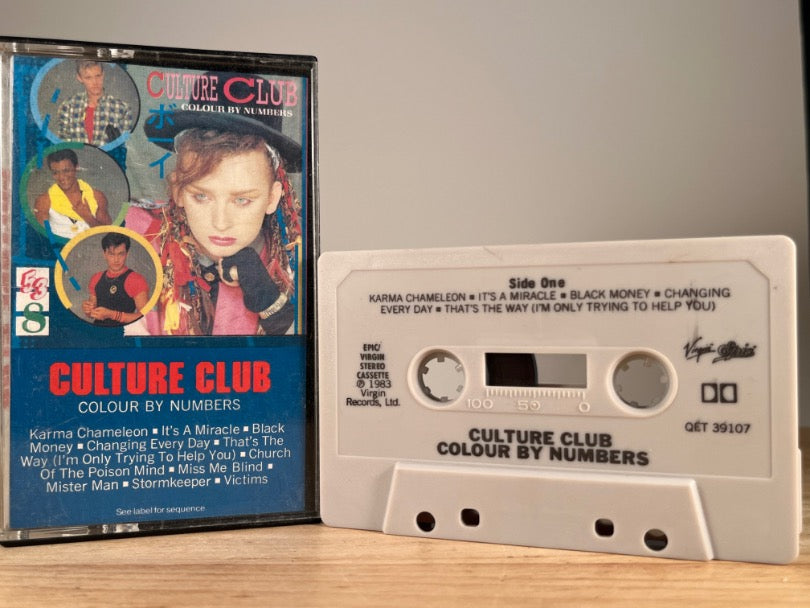 CULTURE CLUB
COLOUR BY NUMBERS
ボーイ
8
CULTURE CLUB
COLOUR BY NUMBERS
Karma Chameleon ▪ It's A Miracle ▪ Black
Money ▪ Changing Every Day ▪ That's The
Way (I'm Only Trying To Help You) ▪ Church
Of The Poison Mind ▪ Miss Me Blind ▪
Mister Man ▪ Stormkeeper ▪ Victims
See label for sequence
Side One
KARMA CHAMELEON ▪ IT'S A MIRACLE ▪ BLACK MONEY ▪ CHANGING
EVERY DAY ▪ THAT'S THE WAY (I'M ONLY TRYING TO HELP YOU)
EPIC/
VIRGIN
STEREO
CASSETTE
℗ 1983
Virgin
Records, Ltd.
Virgin Epic
100 50 0
QET 39107
CULTURE CLUB
COLOUR BY NUMBERS